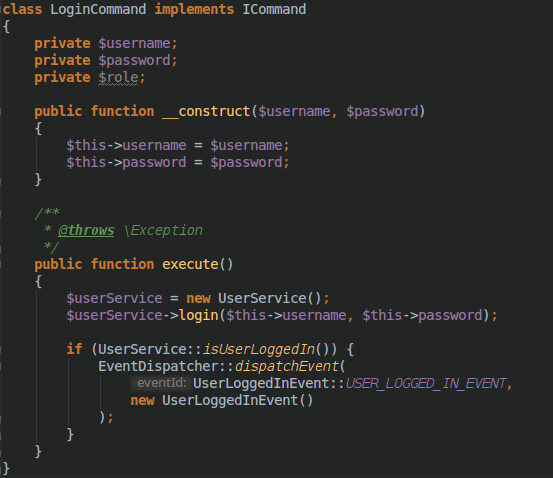 class LoginCommand implements ICommand
{
    private $username;
    private $password;
    private $role;

    public function __construct($username, $password)
    {
        $this->username = $username;
        $this->password = $password;
    }

    /**
     * @throws \Exception
     */
    public function execute()
    {
        $userService = new UserService();
        $userService->login($this->username, $this->password);

        if (UserService::isUserLoggedIn()) {
            EventDispatcher::dispatchEvent(
                eventId: UserLoggedInEvent::USER_LOGGED_IN_EVENT,
                new UserLoggedInEvent()
            );
        }
    }
}